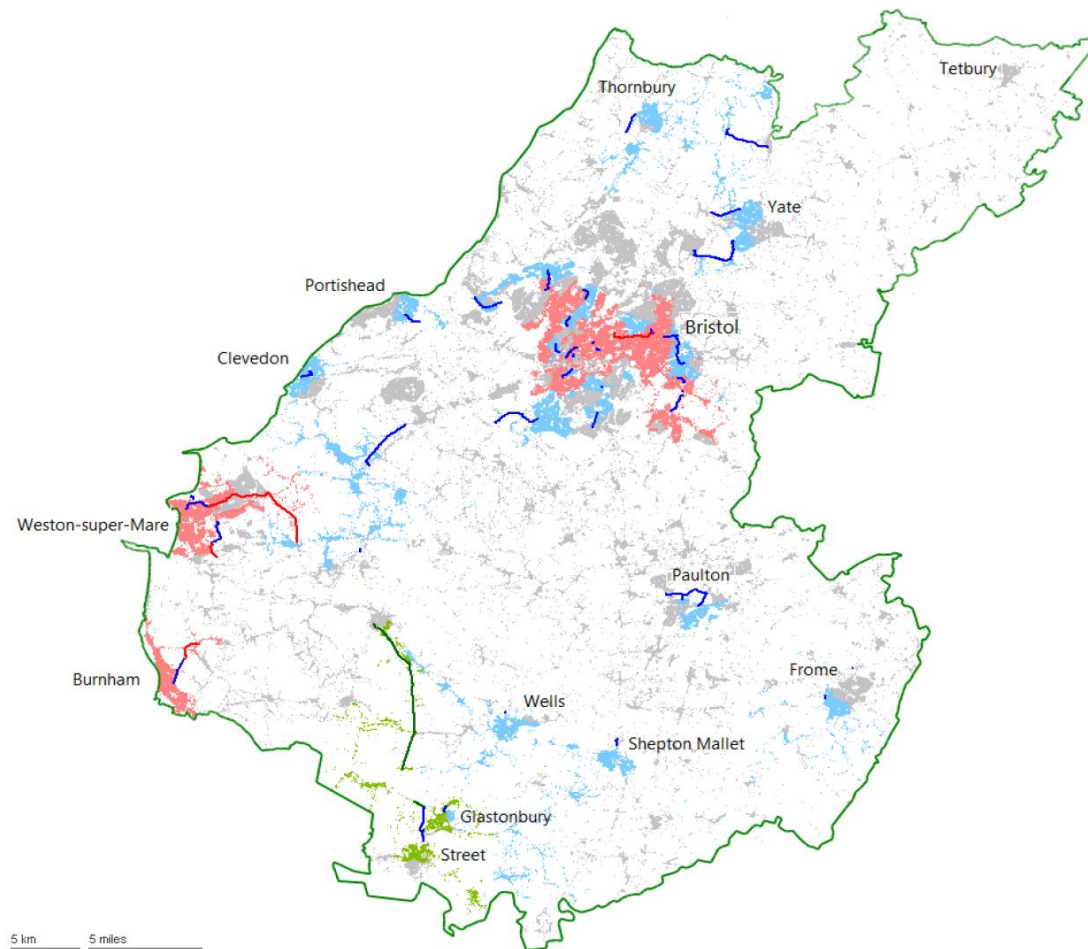 Tetbury
Thornbury
Yate
Portishead
Bristol
Clevedon
Weston-super-Mare
Paulton
Burnham
Frome
Wells
Shepton Mallet
Glastonbury
Street
5 km 5 miles